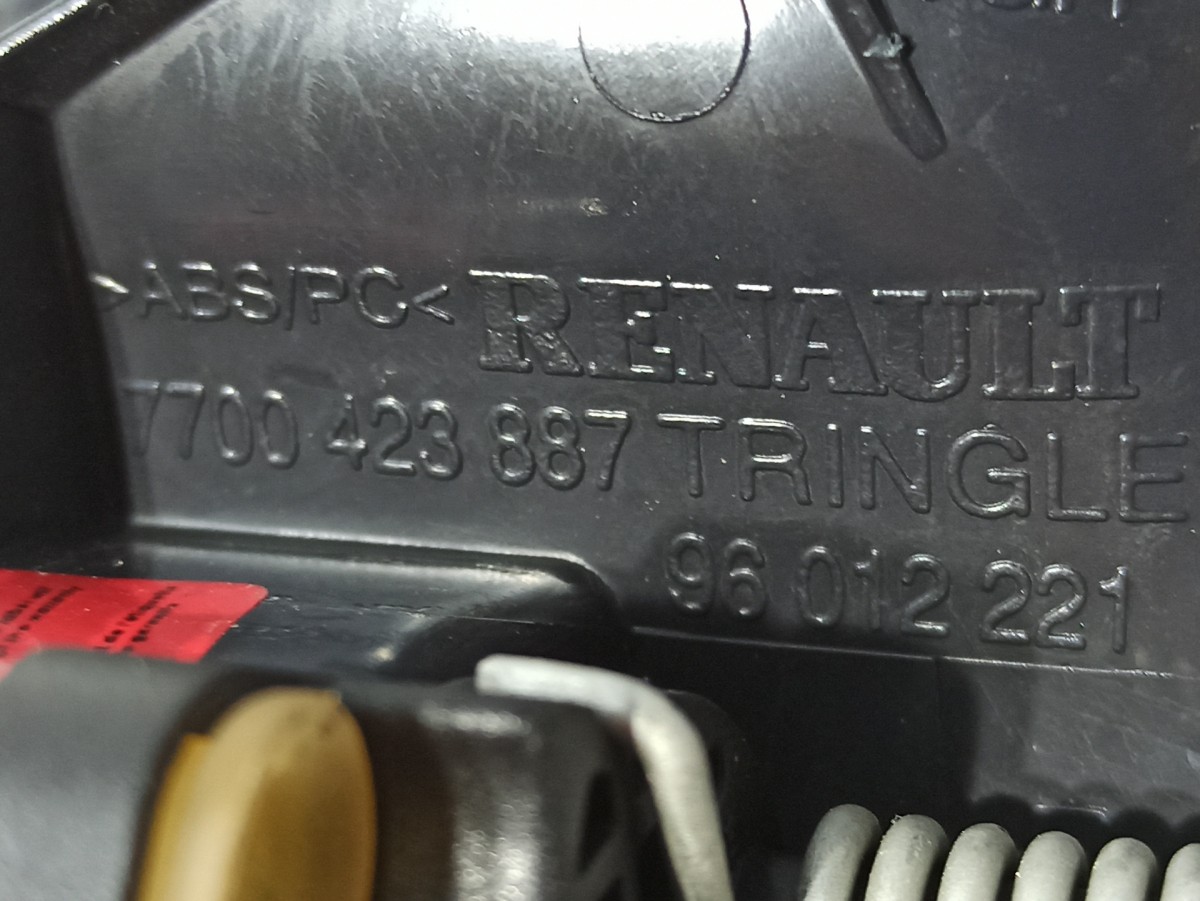 >ABS/PC< RENAULT
7700 423 887 TRINGLE
96 012 221